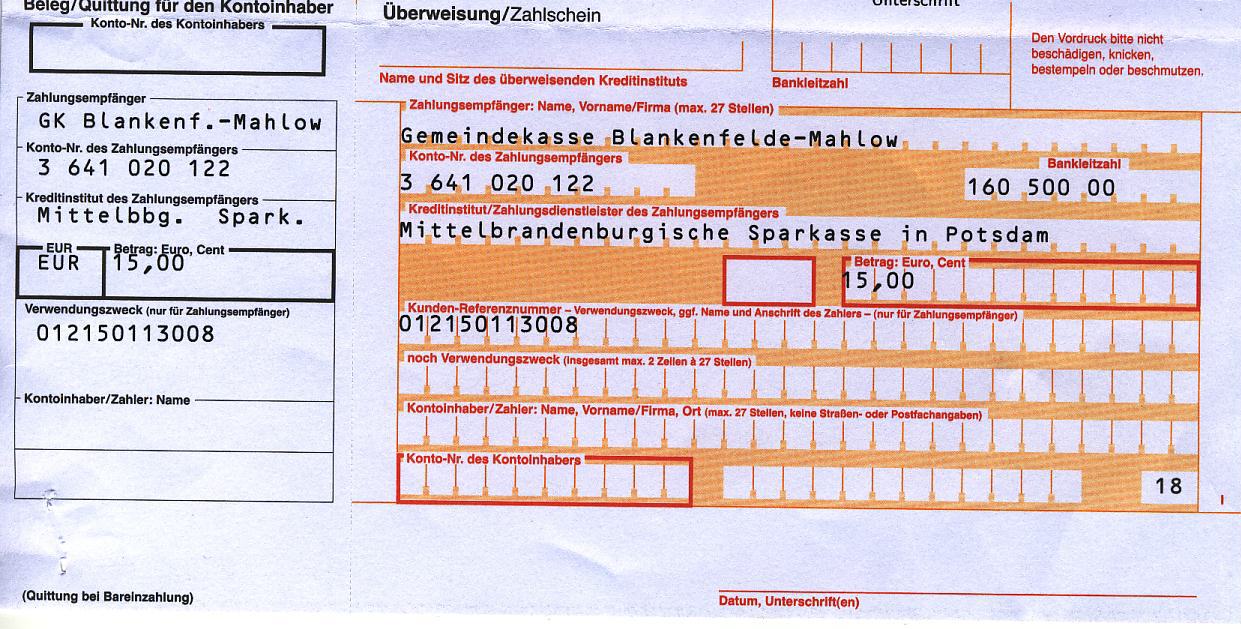 Beleg/Quittung für den Kontoinhaber
Konto-Nr. des Kontoinhabers
Zahlungsempfänger
GK Blankenf.-Mahlow
Konto-Nr. des Zahlungsempfängers
3 641 020 122
Kreditinstitut des Zahlungsempfängers
Mittelbbg. Spark.
EUR
Betrag: Euro, Cent
EUR
15,00
Verwendungszweck (nur für Zahlungsempfänger)
012150113008
Kontoinhaber/Zahler: Name
(Quittung bei Bareinzahlung)
Überweisung/Zahlschein
Unterschrift
Den Vordruck bitte nicht
beschädigen, knicken,
bestempeln oder beschmutzen.
Name und Sitz des überweisenden Kreditinstituts
Bankleitzahl
Zahlungsempfänger: Name, Vorname/Firma (max. 27 Stellen)
Gemeindekasse Blankenfelde-Mahlow
Konto-Nr. des Zahlungsempfängers
Bankleitzahl
3 641 020 122
160 500 00
Kreditinstitut/Zahlungsdienstleister des Zahlungsempfängers
Mittelbrandenburgische Sparkasse in Potsdam
Betrag: Euro, Cent
15,00
Kunden-Referenznummer – Verwendungszweck, ggf. Name und Anschrift des Zahlers – (nur für Zahlungsempfänger)
012150113008
noch Verwendungszweck (insgesamt max. 2 Zeilen à 27 Stellen)
Kontoinhaber/Zahler: Name, Vorname/Firma, Ort (max. 27 Stellen, keine Straßen- oder Postfachangaben)
Konto-Nr. des Kontoinhabers
18
Datum, Unterschrift(en)